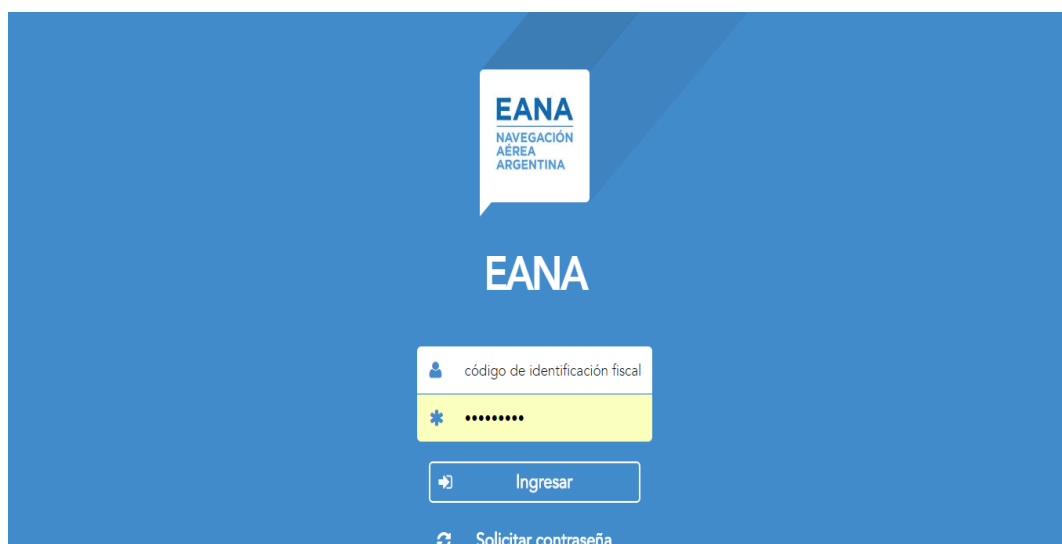 EANA
NAVEGACIÓN
AÉREA
ARGENTINA
EANA
código de identificación fiscal
•••••••••
Ingresar
Solicitar contraseña